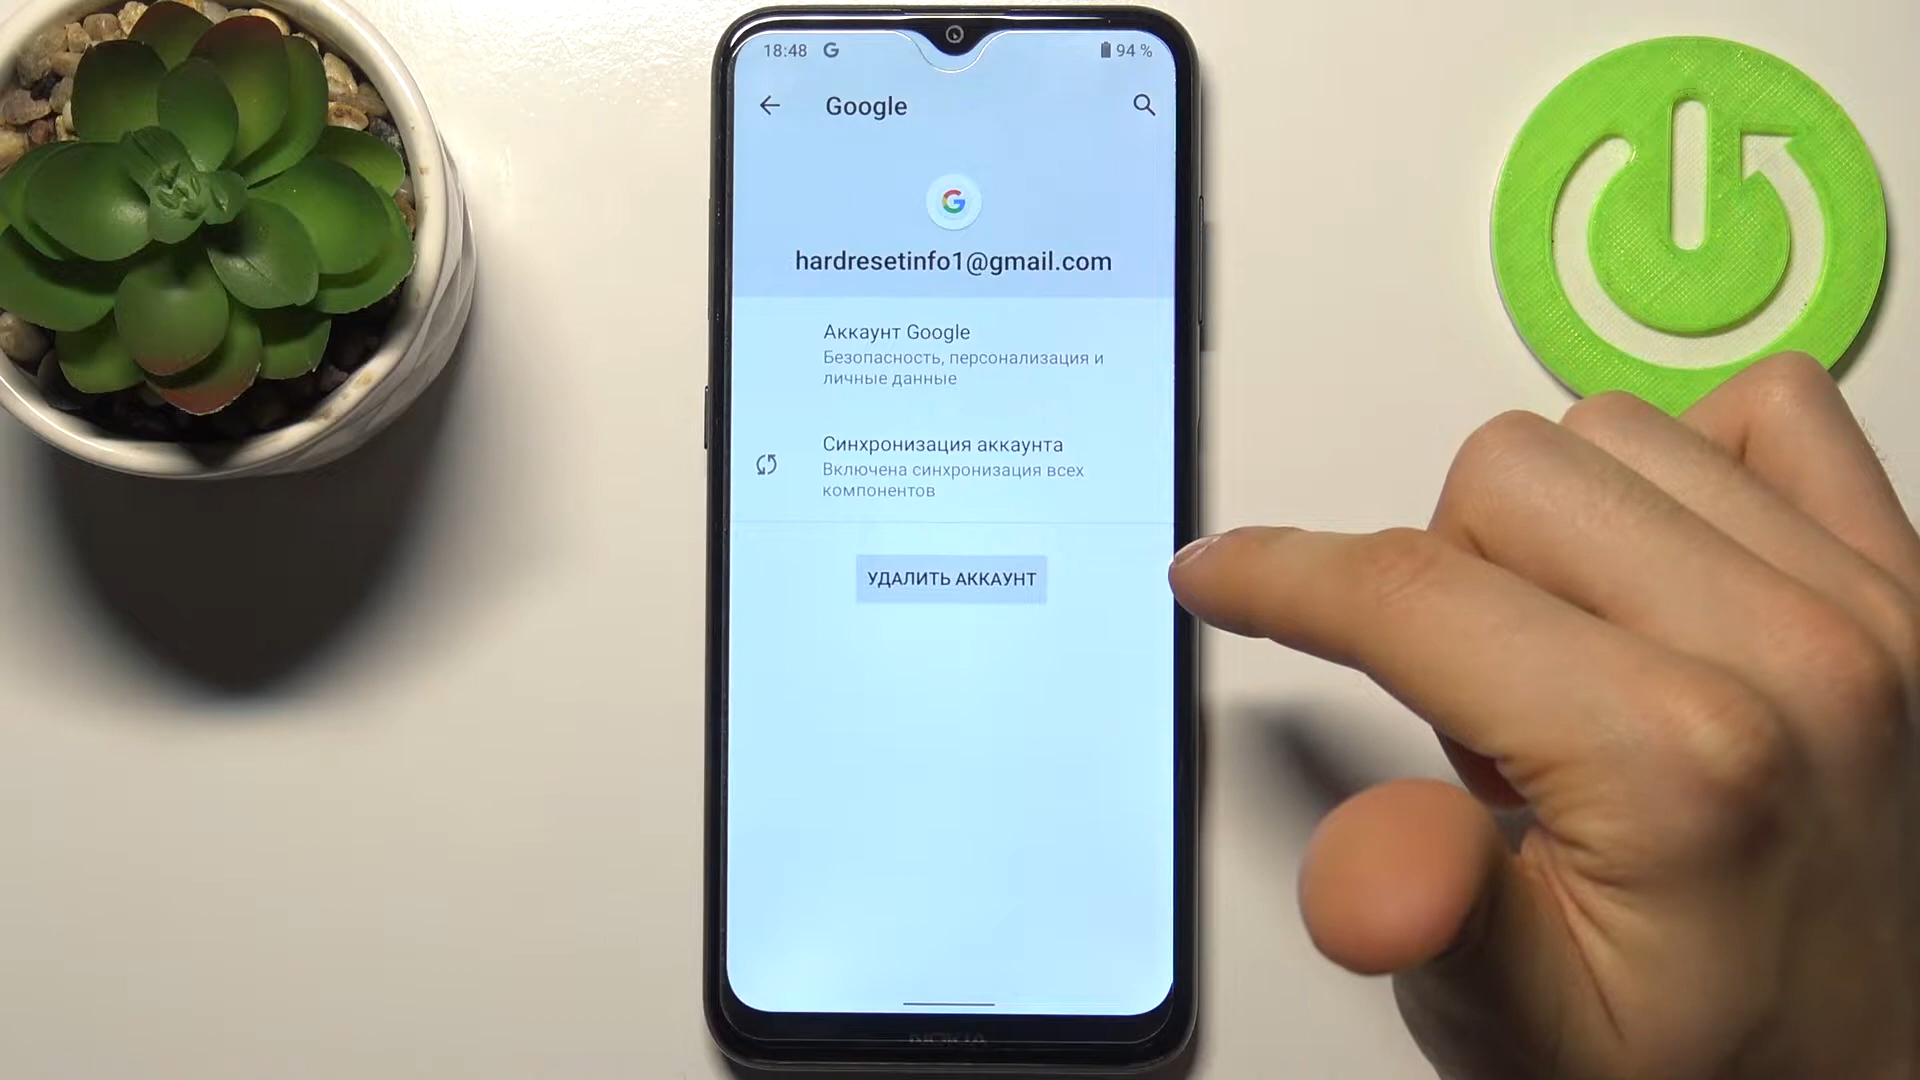 18:48 G 94 %
Google
G
hardresetinfo1@gmail.com
Аккаунт Google
Безопасность, персонализация и
личные данные
Синхронизация аккаунта
Включена синхронизация всех
компонентов
УДАЛИТЬ АККАУНТ
NOKIA